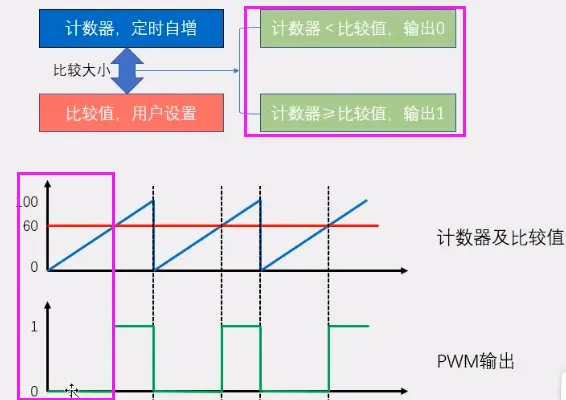 计数器，定时自增
计数器<比较值，输出0
比较大小
比较值，用户设置
计数器≥比较值，输出1
100
60
0
计数器及比较值
1
PWM输出
0